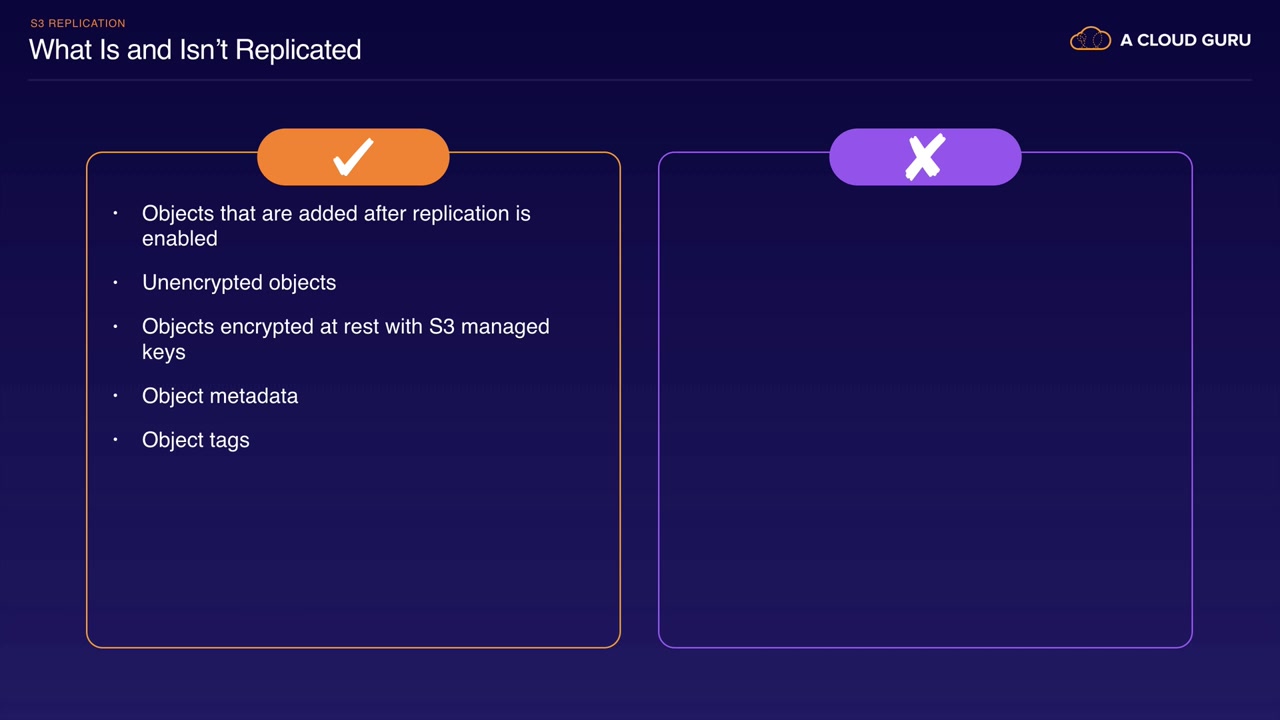 S3 REPLICATION
What Is and Isn't Replicated
A CLOUD GURU
• Objects that are added after replication is
enabled
• Unencrypted objects
• Objects encrypted at rest with S3 managed
keys
• Object metadata
• Object tags